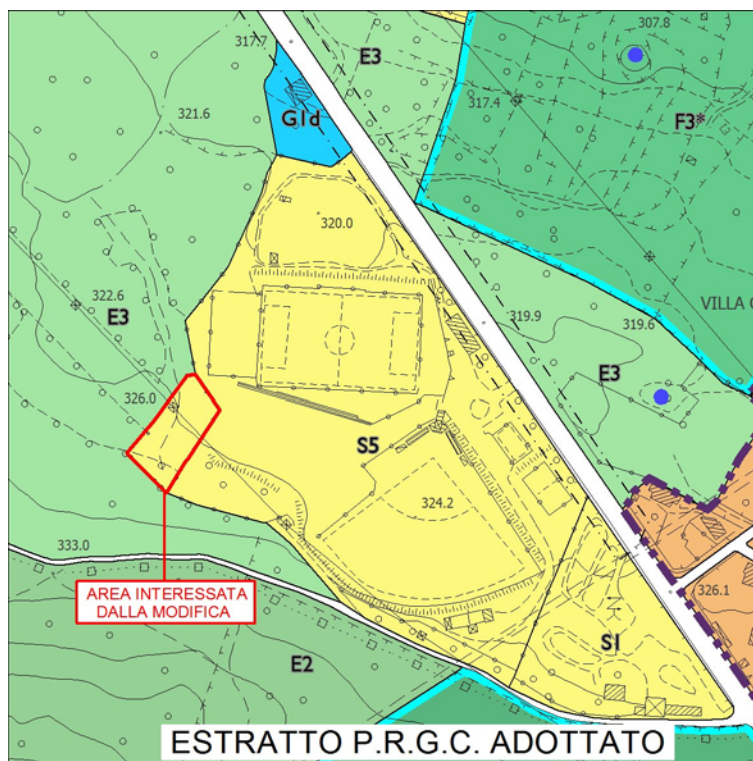 307.8
317.7
E3
317.4
321.6
G1d
F3*
320.0
322.6
E3
319.9
319.6
VILLA
E3
326.0
S5
324.2
333.0
AREA INTERESSATA
DALLA MODIFICA
326.1
S1
E2
ESTRATTO P.R.G.C. ADOTTATO